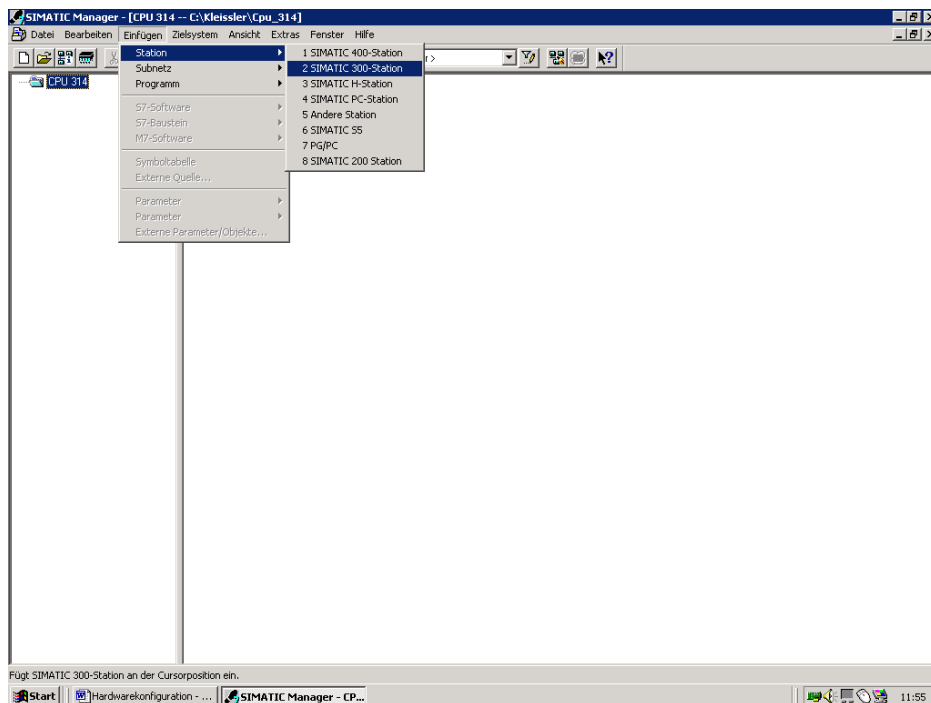 SIMATIC Manager - [CPU 314 -- C:\Kleissler\Cpu_314]
Datei Bearbeiten Einfügen Zielsystem Ansicht Extras Fenster Hilfe
CPU 314
Station
Subnetz
Programm
S7-Software
S7-Baustein
M7-Software
Symboltabelle
Externe Quelle...
Parameter
Parameter
Externe Parameter/Objekte...
1 SIMATIC 400-Station
2 SIMATIC 300-Station
3 SIMATIC H-Station
4 SIMATIC PC-Station
5 Andere Station
6 SIMATIC S5
7 PG/PC
8 SIMATIC 200 Station
Fügt SIMATIC 300-Station an der Cursorposition ein.
Start Hardwarekonfiguration - ... SIMATIC Manager - CP... 11:55